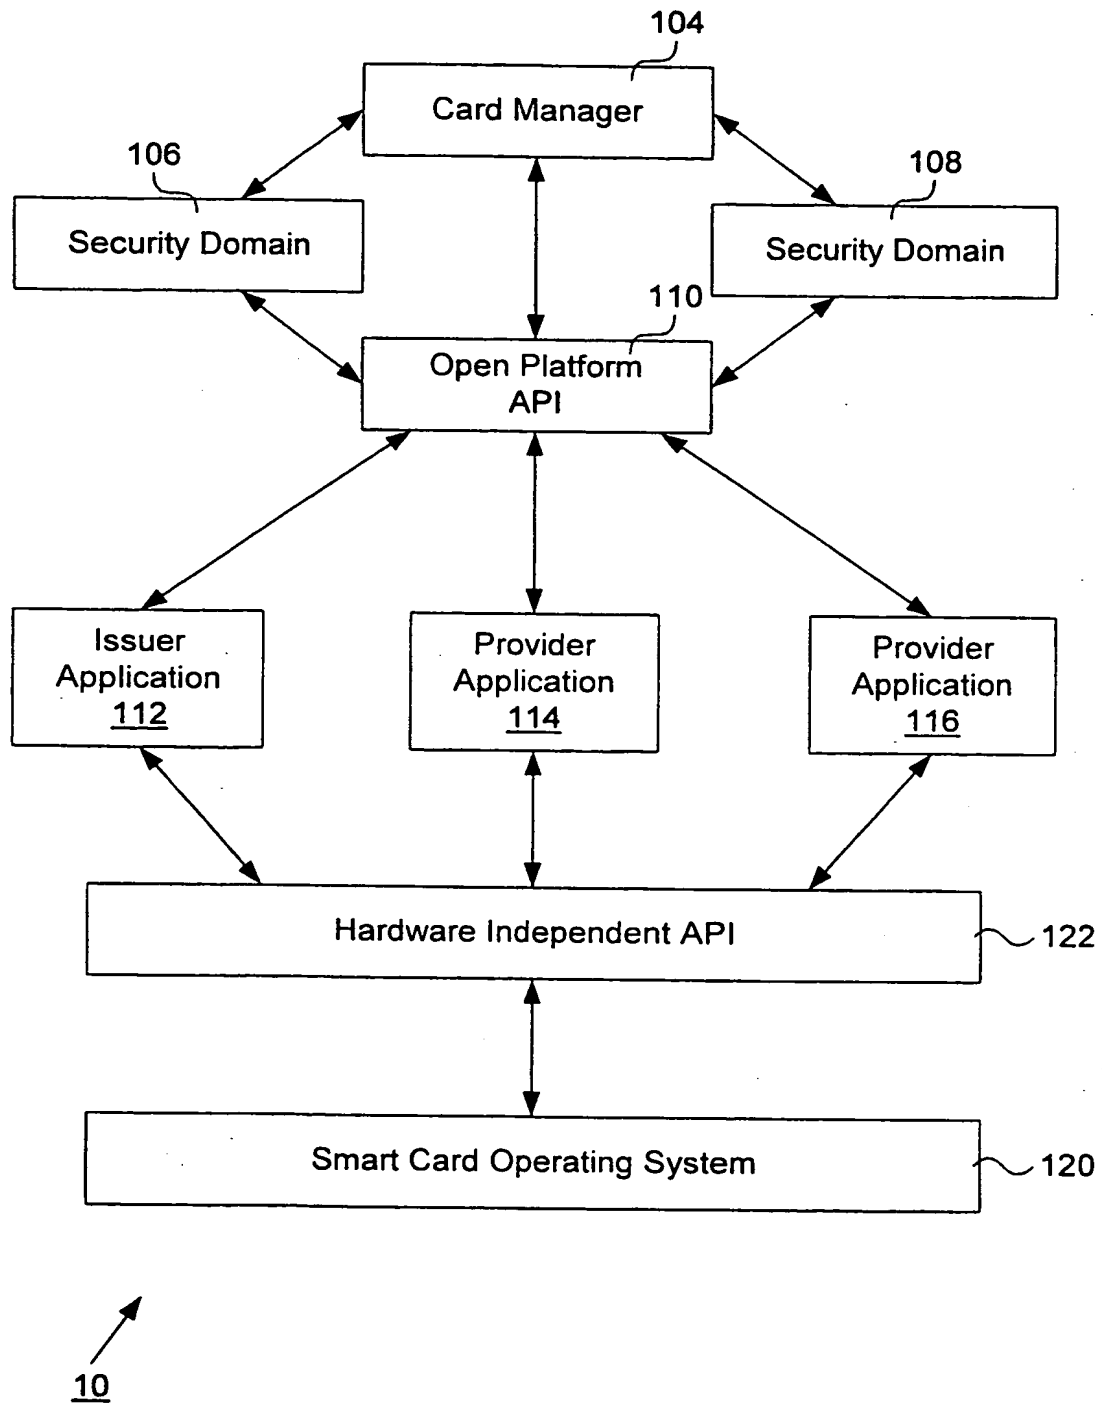 104
Card Manager
106
Security Domain
108
Security Domain
110
Open Platform
API
Issuer
Application
112
Provider
Application
114
Provider
Application
116
Hardware Independent API
122
Smart Card Operating System
120
10